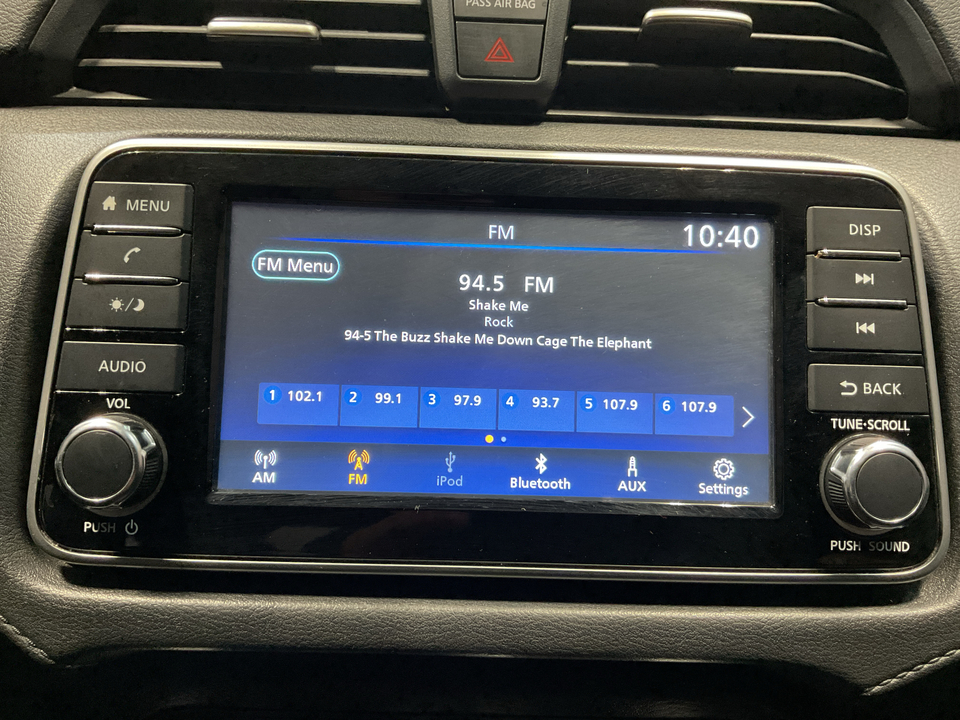 PASS AIR BAG
MENU
AUDIO
VOL
PUSH
FM
10:40
FM Menu
94.5 FM
Shake Me
Rock
94-5 The Buzz Shake Me Down Cage The Elephant
1 102.1
2 99.1
3 97.9
4 93.7
5 107.9
6 107.9
AM
FM
iPod
Bluetooth
AUX
Settings
DISP
BACK
TUNE·SCROLL
PUSH SOUND